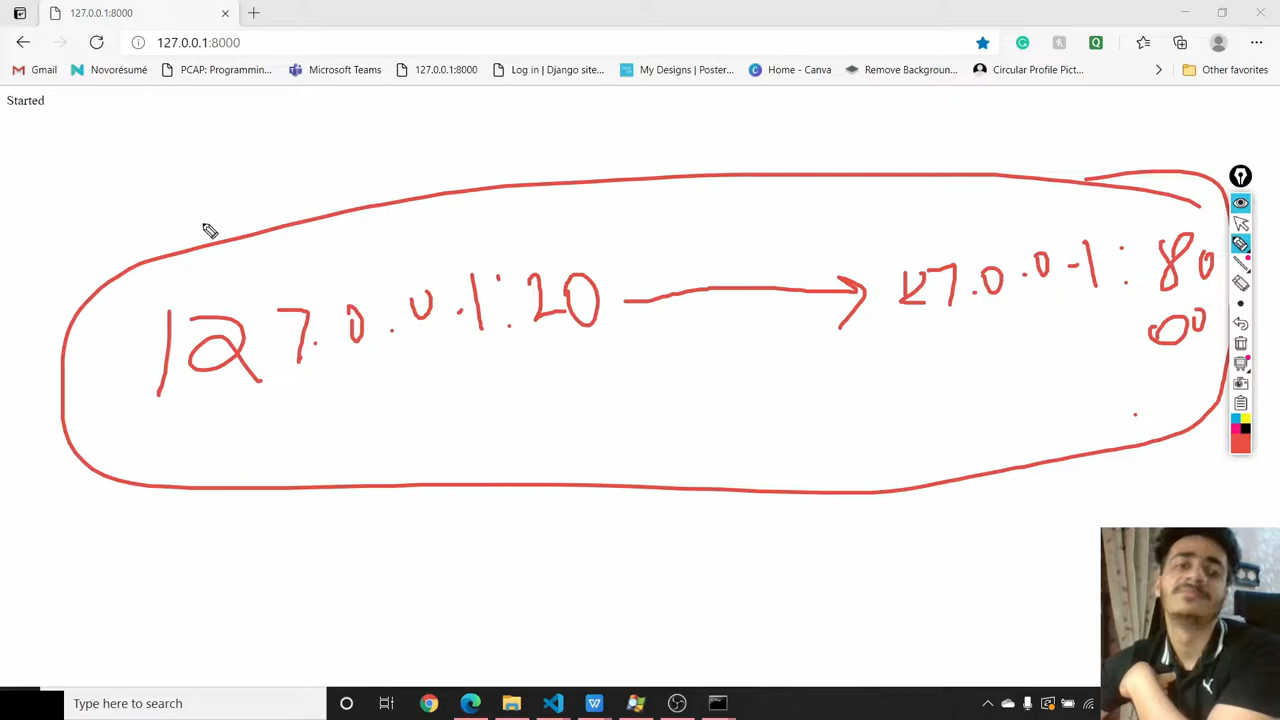 127.0.0.1:8000
127.0.0.1:8000
Gmail
Novorésumé
PCAP: Programmin...
Microsoft Teams
127.0.0.1:8000
Log in | Django site...
My Designs | Poster...
Home - Canva
Remove Backgroun...
Circular Profile Pict...
Other favorites
Started
127.0.0.1:20
127.0.0.1:80
00
Type here to search